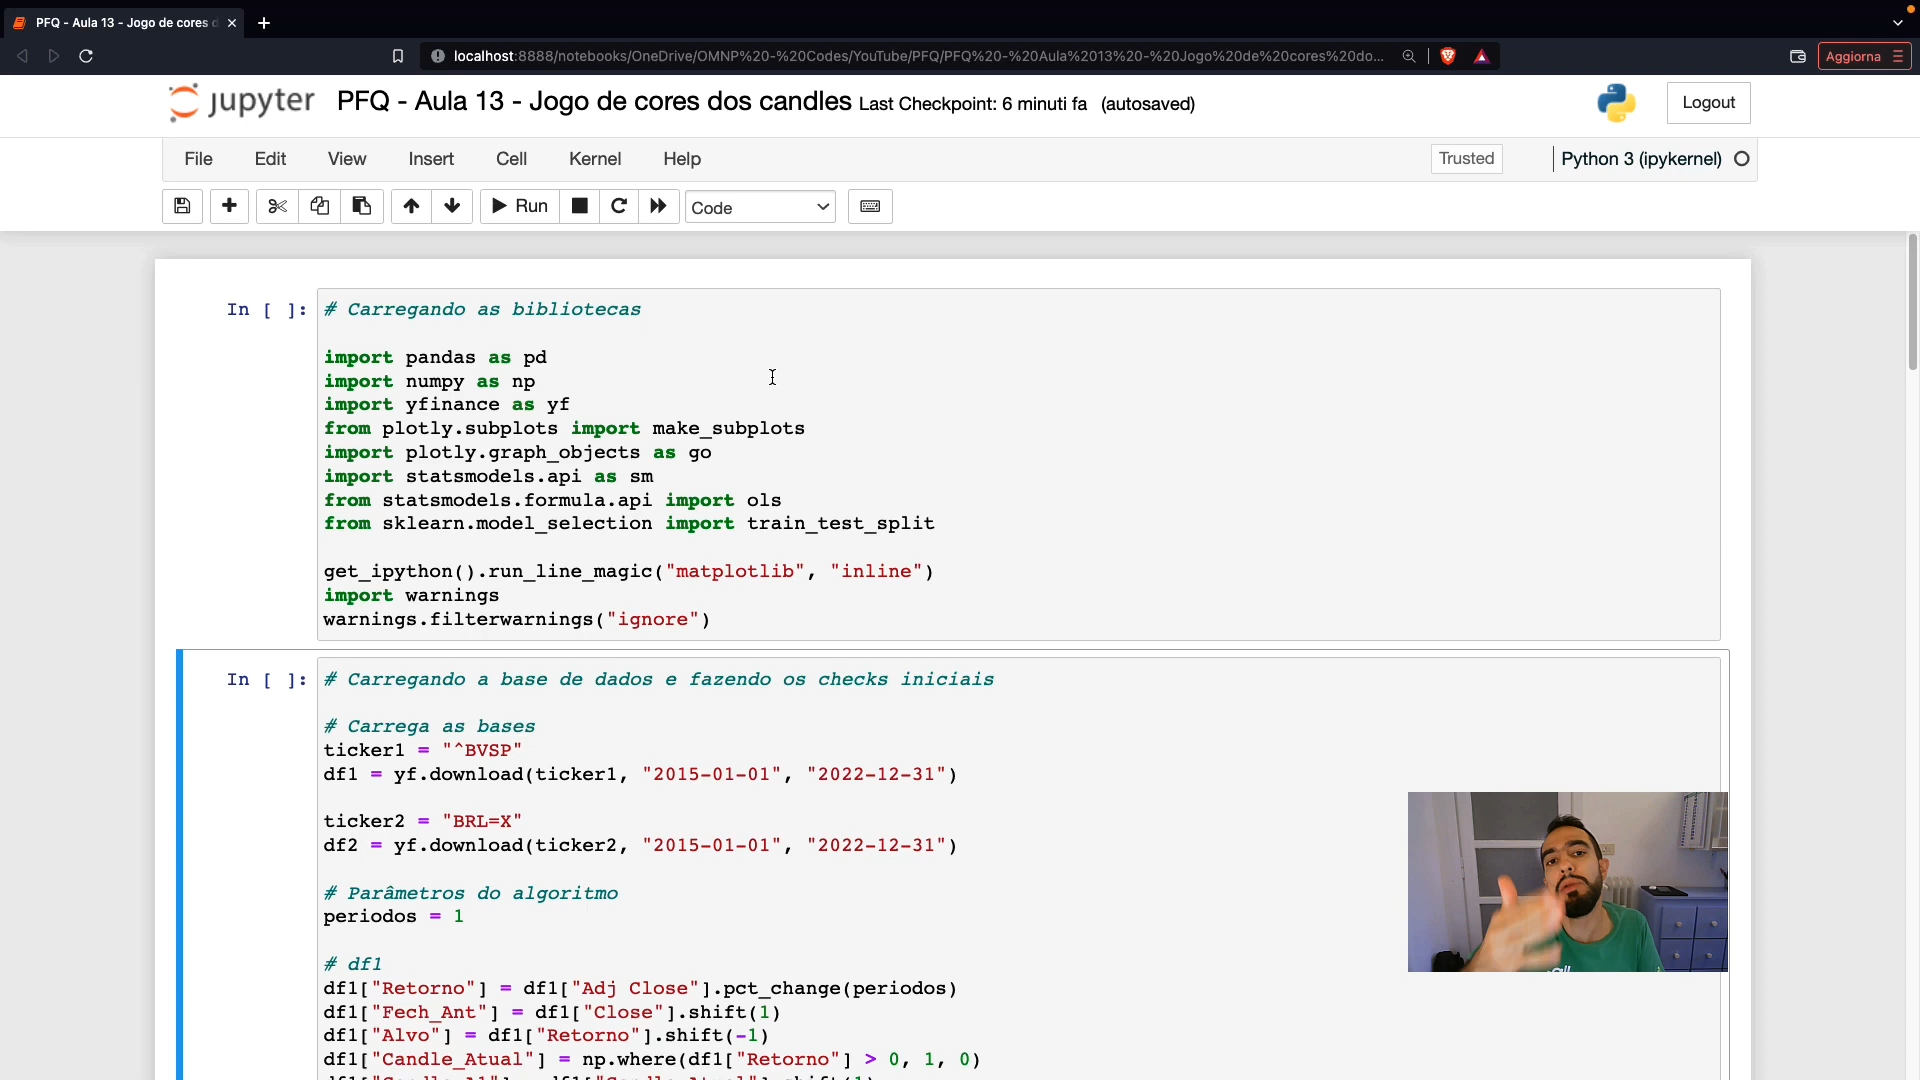 PFQ - Aula 13 - Jogo de cores d
localhost:8888/notebooks/OneDrive/OMNP%20-%20Codes/YouTube/PFQ/PFQ%20-%20Aula%2013%20-%20Jogo%20de%20cores%20do...
Aggiorna
jupyter PFQ - Aula 13 - Jogo de cores dos candles Last Checkpoint: 6 minuti fa (autosaved)
Logout
File Edit View Insert Cell Kernel Help
Trusted
Python 3 (ipykernel)
Run
Code
In [ ]: # Carregando as bibliotecas
import pandas as pd
import numpy as np
import yfinance as yf
from plotly.subplots import make_subplots
import plotly.graph_objects as go
import statsmodels.api as sm
from statsmodels.formula.api import ols
from sklearn.model_selection import train_test_split
get_ipython().run_line_magic("matplotlib", "inline")
import warnings
warnings.filterwarnings("ignore")
In [ ]: # Carregando a base de dados e fazendo os checks iniciais
# Carrega as bases
ticker1 = "^BVSP"
df1 = yf.download(ticker1, "2015-01-01", "2022-12-31")
ticker2 = "BRL=X"
df2 = yf.download(ticker2, "2015-01-01", "2022-12-31")
# Parâmetros do algoritmo
periodos = 1
# df1
df1["Retorno"] = df1["Adj Close"].pct_change(periodos)
df1["Fech_Ant"] = df1["Close"].shift(1)
df1["Alvo"] = df1["Retorno"].shift(-1)
df1["Candle_Atual"] = np.where(df1["Retorno"] > 0, 1, 0)